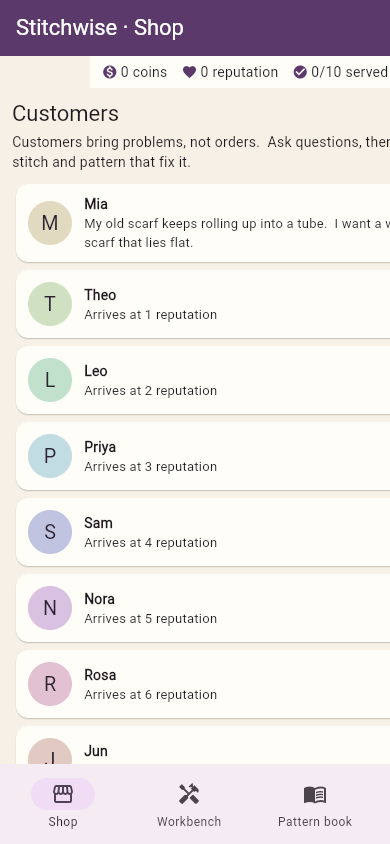 Stitchwise · Shop
0 coins 0 reputation 0/10 served
Customers
Customers bring problems, not orders. Ask questions,
stitch and pattern that fix it.
M
Mia
My old scarf keeps rolling up into a tube. I want a
scarf that lies flat.
T
Theo
Arrives at 1 reputation
L
Leo
Arrives at 2 reputation
P
Priya
Arrives at 3 reputation
S
Sam
Arrives at 4 reputation
N
Nora
Arrives at 5 reputation
R
Rosa
Arrives at 6 reputation
J
Jun
Shop Workbench Pattern book